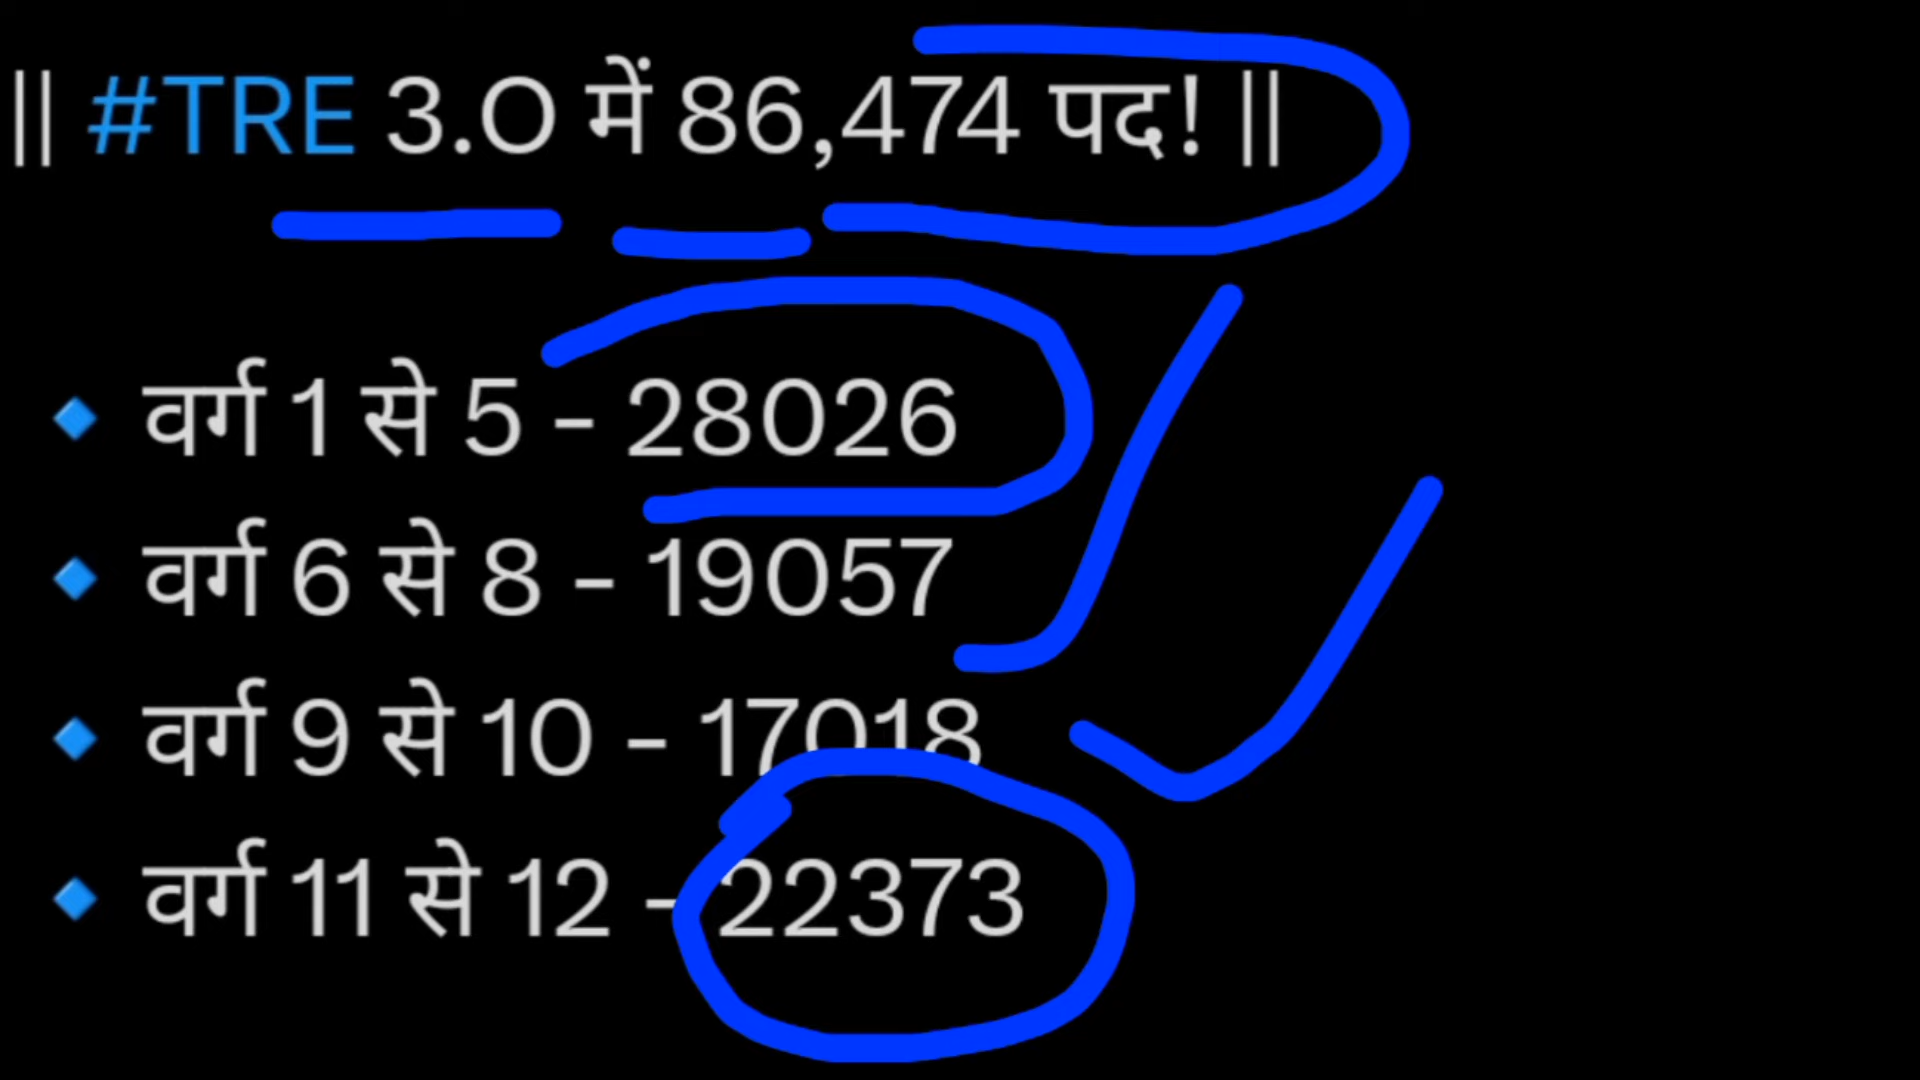 || #TRE 3.O में 86,474 पद! ||
🔹 वर्ग 1 से 5 - 28026
🔹 वर्ग 6 से 8 - 19057
🔹 वर्ग 9 से 10 - 17018
🔹 वर्ग 11 से 12 - 22373